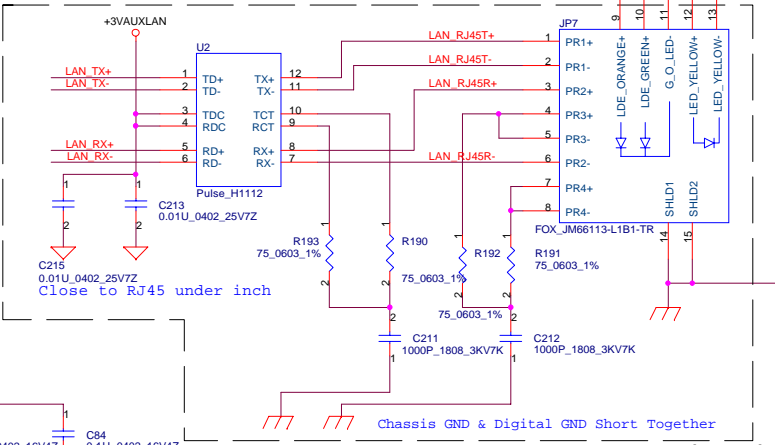 +3VAUXLAN
U2
LAN_TX+ 1 TD+ TX+ 12
LAN_TX- 2 TD- TX- 11
3 TDC TCT 10
4 RDC RCT 9
LAN_RX+ 5 RD+ RX+ 8
LAN_RX- 6 RD- RX- 7
Pulse_H1112
JP7
LAN_RJ45T+ 1 PR1+
LAN_RJ45T- 2 PR1-
LAN_RJ45R+ 3 PR2+
4 PR3+
5 PR3-
LAN_RJ45R- 6 PR2-
7 PR4+
8 PR4-
9 LDE_ORANGE+
10 LDE_GREEN+
11 G_O_LED-
12 LED_YELLOW+
13 LED_YELLOW-
SHLD1 14
SHLD2 15
FOX_JM66113-L1B1-TR
1
2
C215
0.01U_0402_25V7Z
1
2
C213
0.01U_0402_25V7Z
Close to RJ45 under inch
1
R193
75_0603_1%
2
1
R190
75_0603_1%
2
1
R192
75_0603_1%
2
1
R191
75_0603_1%
2
2
C211
1000P_1808_3KV7K
1
2
C212
1000P_1808_3KV7K
1
Chassis GND & Digital GND Short Together
1
C84